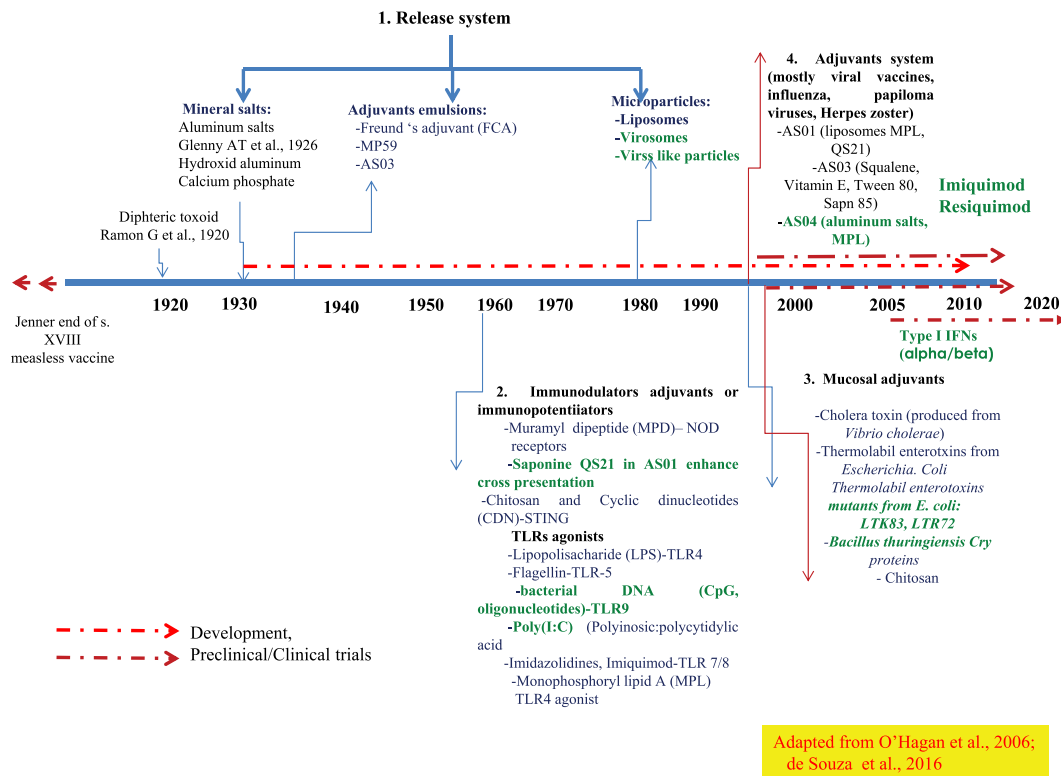 1. Release system
Mineral salts:
Aluminum salts
Glenny AT et al., 1926
Hydroxid aluminum
Calcium phosphate
Adjuvants emulsions:
-Freund ‘s adjuvant (FCA)
-MP59
-AS03
Microparticles:
-Liposomes
-Virosomes
-Virss like particles
4. Adjuvants system
(mostly viral vaccines,
influenza, papiloma
viruses, Herpes zoster)
-AS01 (liposomes MPL,
QS21)
-AS03 (Squalene,
Vitamin E, Tween 80,
Sapn 85)
-AS04 (aluminum salts,
MPL)
Imiquimod
Resiquimod
Diphteric toxoid
Ramon G et al., 1920
1920 1930 1940 1950 1960 1970 1980 1990 2000 2005 2010 2020
Jenner end of s.
XVIII
measless vaccine
Type I IFNs
(alpha/beta)
2. Immunodulators adjuvants or
immunopotentiiators
-Muramyl dipeptide (MPD)– NOD
receptors
-Saponine QS21 in AS01 enhance
cross presentation
-Chitosan and Cyclic dinucleotides
(CDN)-STING
TLRs agonists
-Lipopolisacharide (LPS)-TLR4
-Flagellin-TLR-5
-bacterial DNA (CpG,
oligonucleotides)-TLR9
-Poly(I:C) (Polyinosic:polycytidylic
acid
-Imidazolidines, Imiquimod-TLR 7/8
-Monophosphoryl lipid A (MPL)
TLR4 agonist
3. Mucosal adjuvants
-Cholera toxin (produced from
Vibrio cholerae)
-Thermolabil enterotxins from
Escherichia. Coli
Thermolabil enterotoxins
mutants from E. coli:
LTK83, LTR72
-Bacillus thuringiensis Cry
proteins
- Chitosan
Development,
Preclinical/Clinical trials
Adapted from O’Hagan et al., 2006;
de Souza et al., 2016